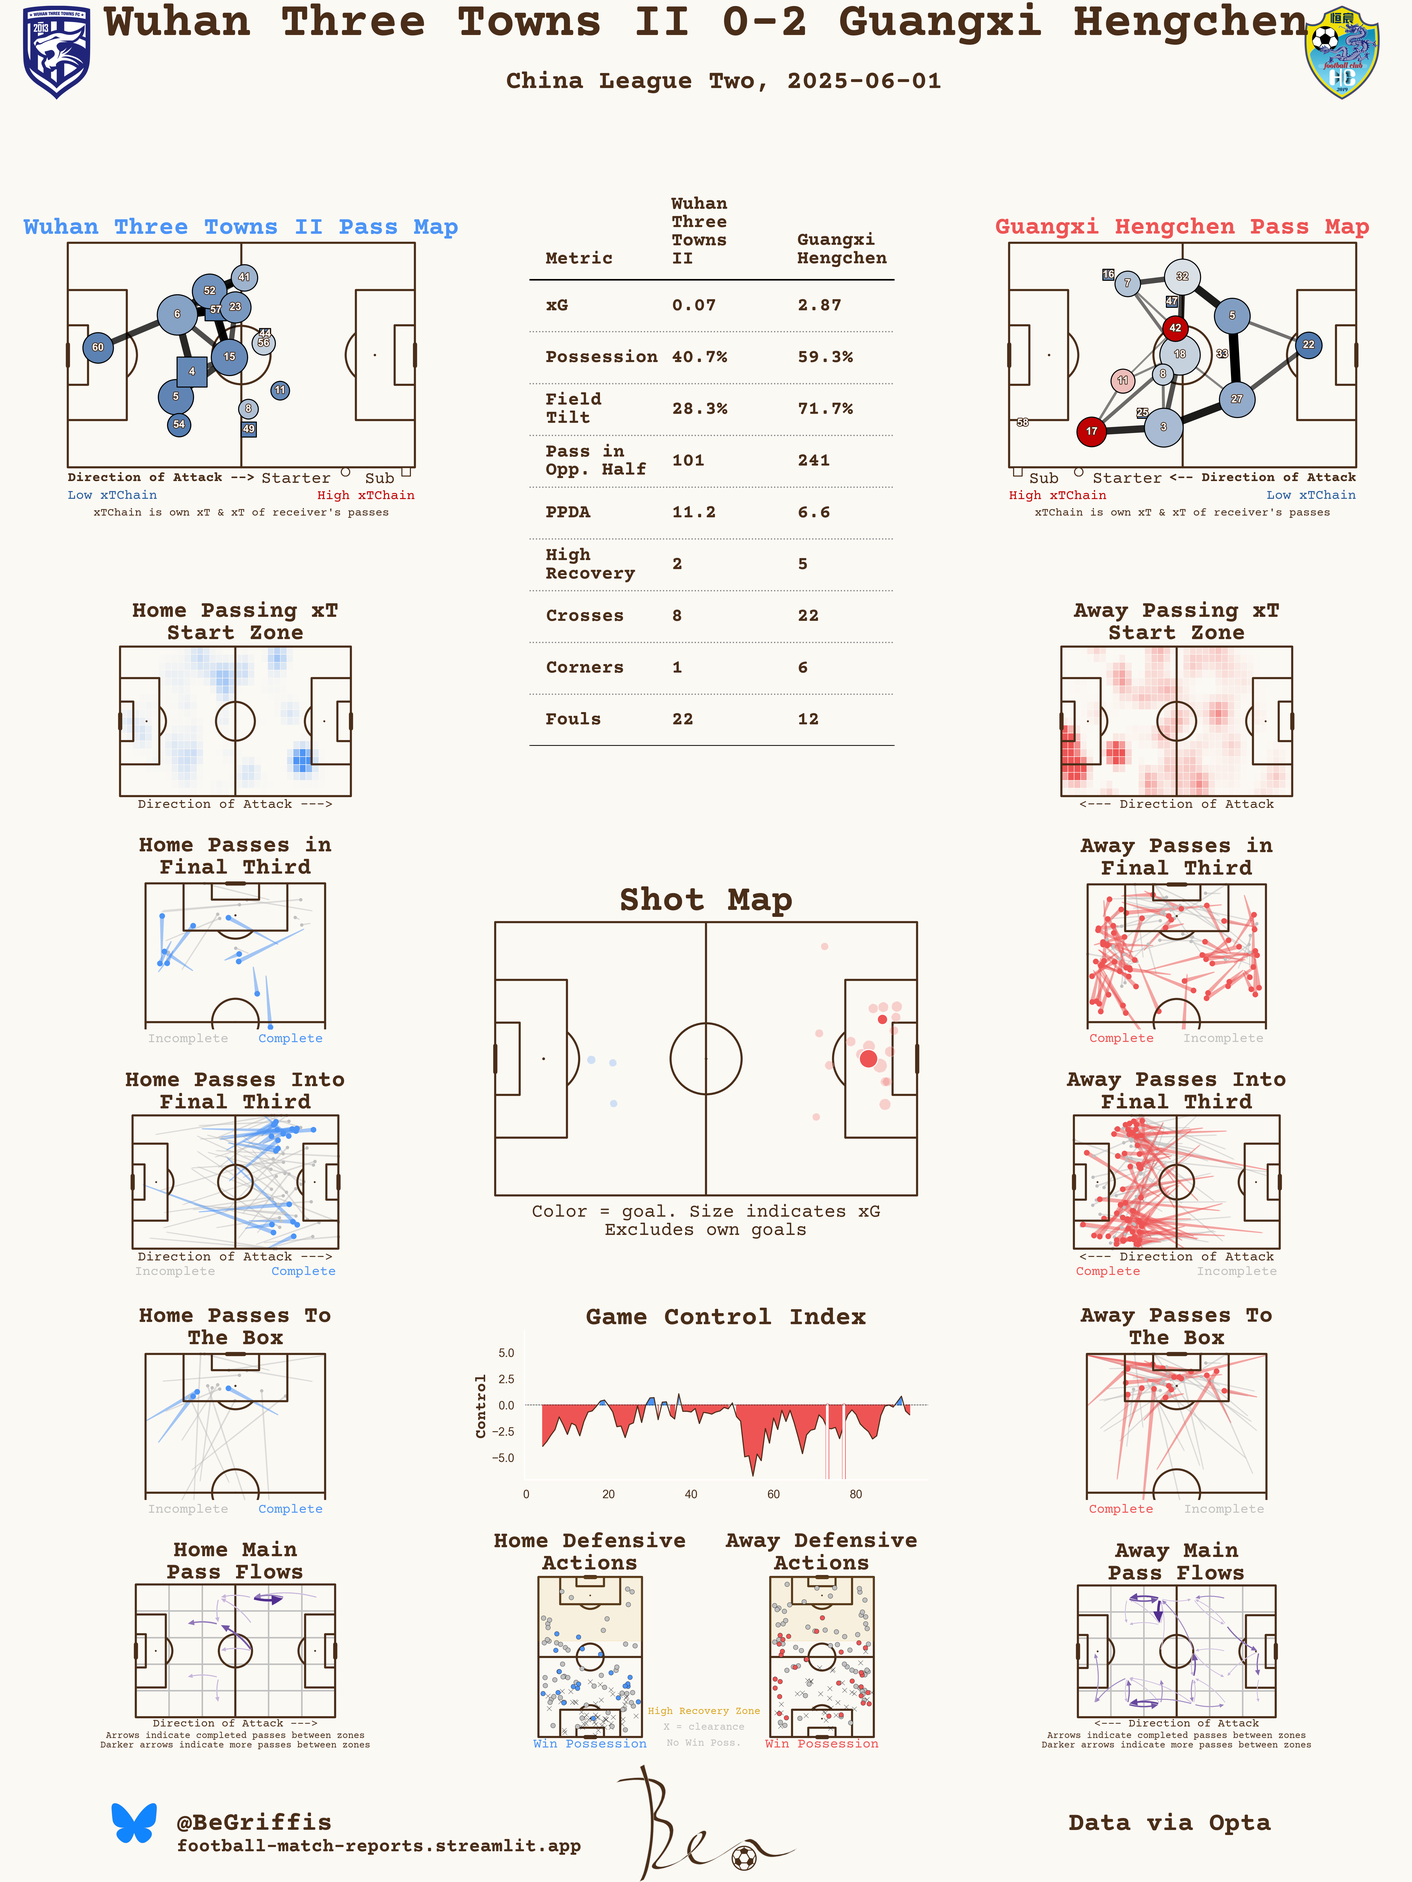 Wuhan Three Towns II 0-2 Guangxi Hengchen
China League Two, 2025-06-01
WUHAN THREE TOWNS FC
2013
恒宸
football club
HC
2019
Wuhan Three Towns II Pass Map
41
52
57
23
6
44
56
60
15
4
11
5
8
54
49
Direction of Attack --> Starter Sub
Low xTChain High xTChain
xTChain is own xT & xT of receiver's passes
Metric Wuhan Three Towns II Guangxi Hengchen
xG 0.07 2.87
Possession 40.7% 59.3%
Field Tilt 28.3% 71.7%
Pass in Opp. Half 101 241
PPDA 11.2 6.6
High Recovery 2 5
Crosses 8 22
Corners 1 6
Fouls 22 12
Guangxi Hengchen Pass Map
16
7
32
47
5
42
22
18
33
8
11
27
25
58
17
3
Sub Starter <-- Direction of Attack
High xTChain Low xTChain
xTChain is own xT & xT of receiver's passes
Home Passing xT
Start Zone
Direction of Attack --->
Away Passing xT
Start Zone
<--- Direction of Attack
Home Passes in
Final Third
Incomplete Complete
Away Passes in
Final Third
Complete Incomplete
Shot Map
Color = goal. Size indicates xG
Excludes own goals
Home Passes Into
Final Third
Direction of Attack --->
Incomplete Complete
Away Passes Into
Final Third
<--- Direction of Attack
Complete Incomplete
Home Passes To
The Box
Incomplete Complete
Game Control Index
Control
5.0
2.5
0.0
−2.5
−5.0
0 20 40 60 80
Away Passes To
The Box
Complete Incomplete
Home Main
Pass Flows
Direction of Attack --->
Arrows indicate completed passes between zones
Darker arrows indicate more passes between zones
Home Defensive
Actions
Win Possession
High Recovery Zone
X = clearance
No Win Poss.
Away Defensive
Actions
Win Possession
Away Main
Pass Flows
<--- Direction of Attack
Arrows indicate completed passes between zones
Darker arrows indicate more passes between zones
@BeGriffis
football-match-reports.streamlit.app
Ben
Data via Opta